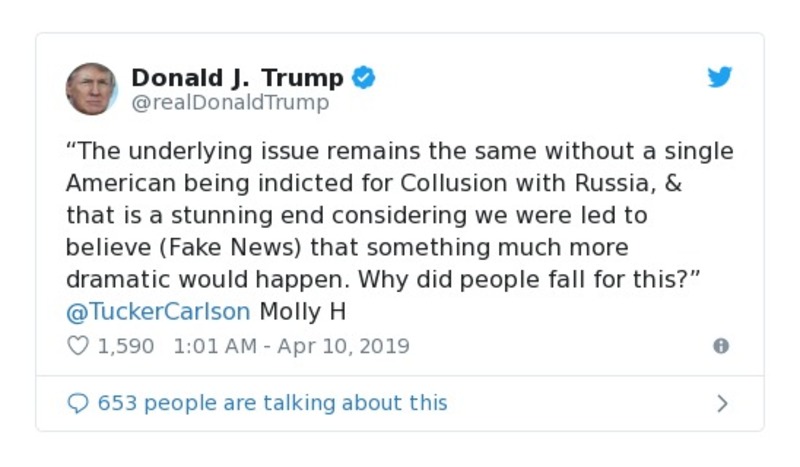 Donald J. Trump
@realDonaldTrump
“The underlying issue remains the same without a single
American being indicted for Collusion with Russia, &
that is a stunning end considering we were led to
believe (Fake News) that something much more
dramatic would happen. Why did people fall for this?”
@TuckerCarlson Molly H
1,590 1:01 AM - Apr 10, 2019
653 people are talking about this